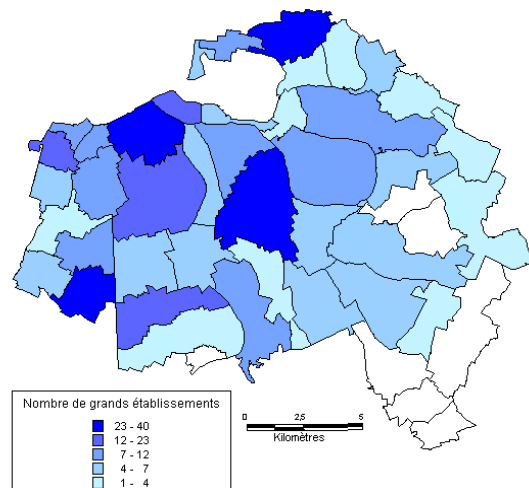 Nombre de grands établissements
23 - 40
12 - 23
7 - 12
4 - 7
1 - 4
0 2,5 5
Kilomètres